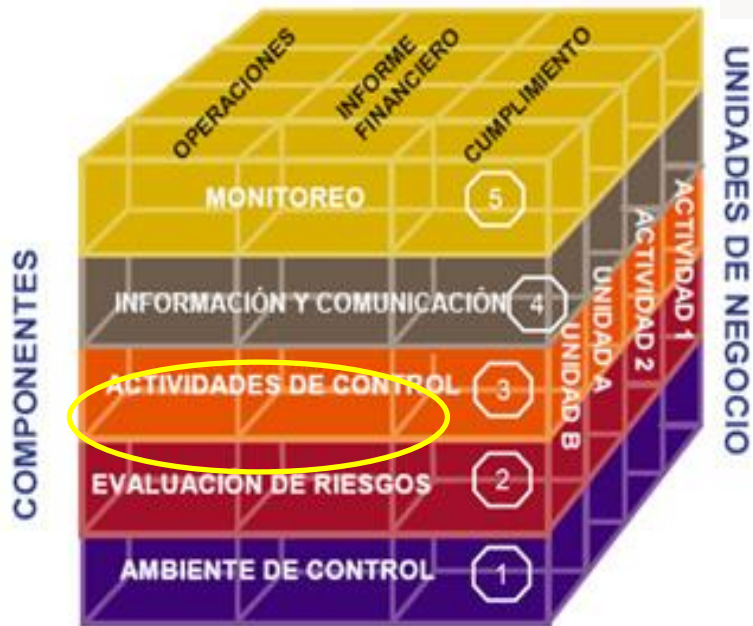 OPERACIONES
INFORME
FINANCIERO
CUMPLIMIENTO
MONITOREO 5
INFORMACIÓN Y COMUNICACIÓN 4
ACTIVIDADES DE CONTROL 3
EVALUACIÓN DE RIESGOS 2
AMBIENTE DE CONTROL 1
COMPONENTES
UNIDAD B
UNIDAD A
ACTIVIDAD 2
ACTIVIDAD 1
UNIDADES DE NEGOCIO